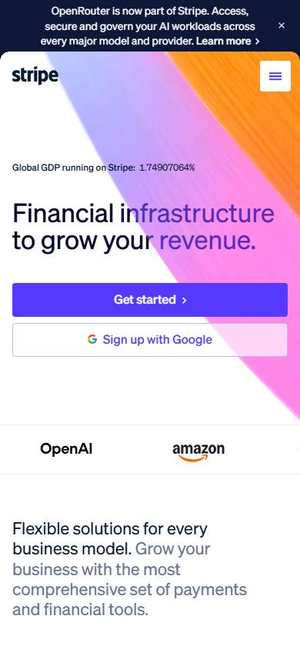 OpenRouter is now part of Stripe. Access,
secure and govern your AI workloads across
every major model and provider. Learn more >
×
stripe
Global GDP running on Stripe: 1.74907064%
Financial infrastructure
to grow your revenue.
Get started >
G Sign up with Google
OpenAI amazon
Flexible solutions for every
business model. Grow your
business with the most
comprehensive set of payments
and financial tools.